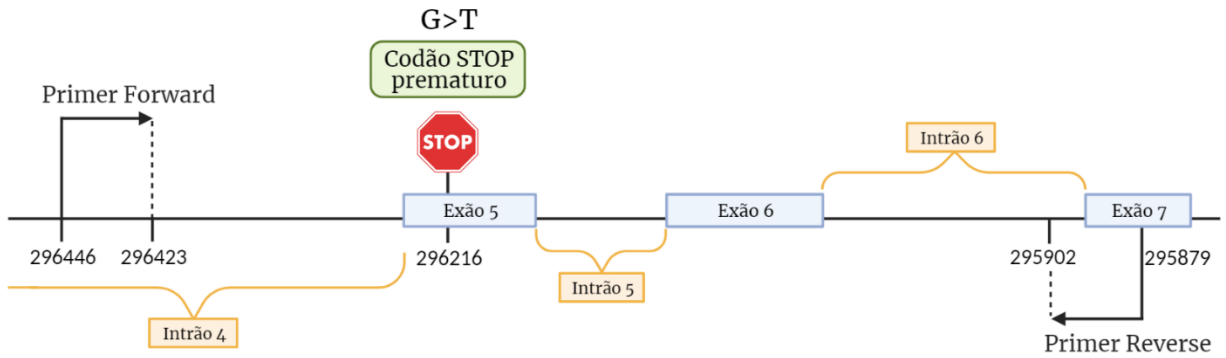 G>T
Codão STOP
prematuro
Primer Forward
STOP
Intrão 6
Exão 5
Exão 6
Exão 7
296446
296423
296216
295902
295879
Intrão 5
Intrão 4
Primer Reverse